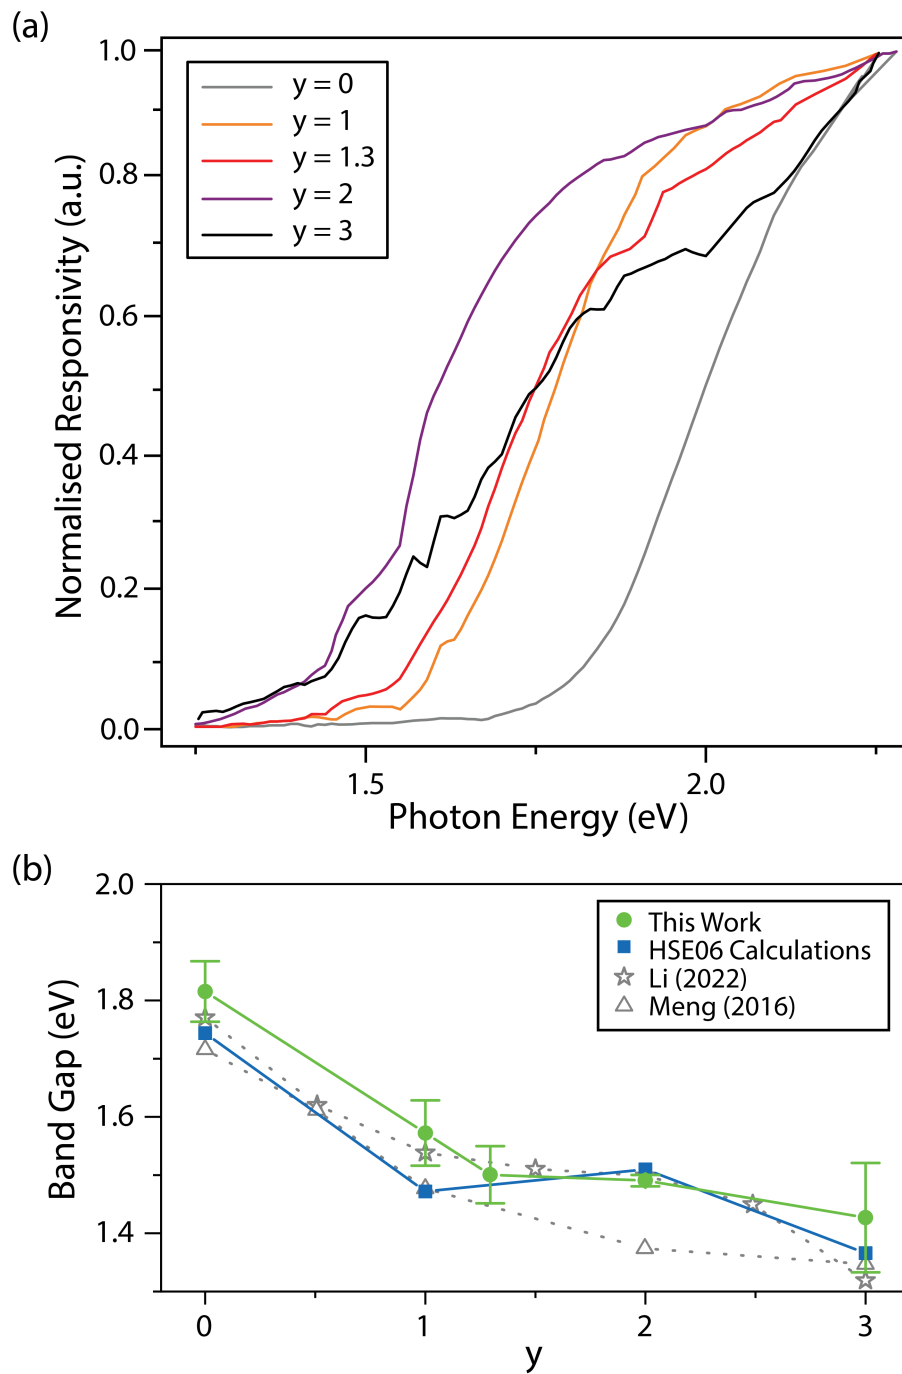 (a)
1.0
0.8
0.6
0.4
0.2
0.0
Normalised Responsivity (a.u.)
y = 0
y = 1
y = 1.3
y = 2
y = 3
1.5
2.0
Photon Energy (eV)
(b)
2.0
1.8
1.6
1.4
Band Gap (eV)
This Work
HSE06 Calculations
Li (2022)
Meng (2016)
0
1
2
3
y